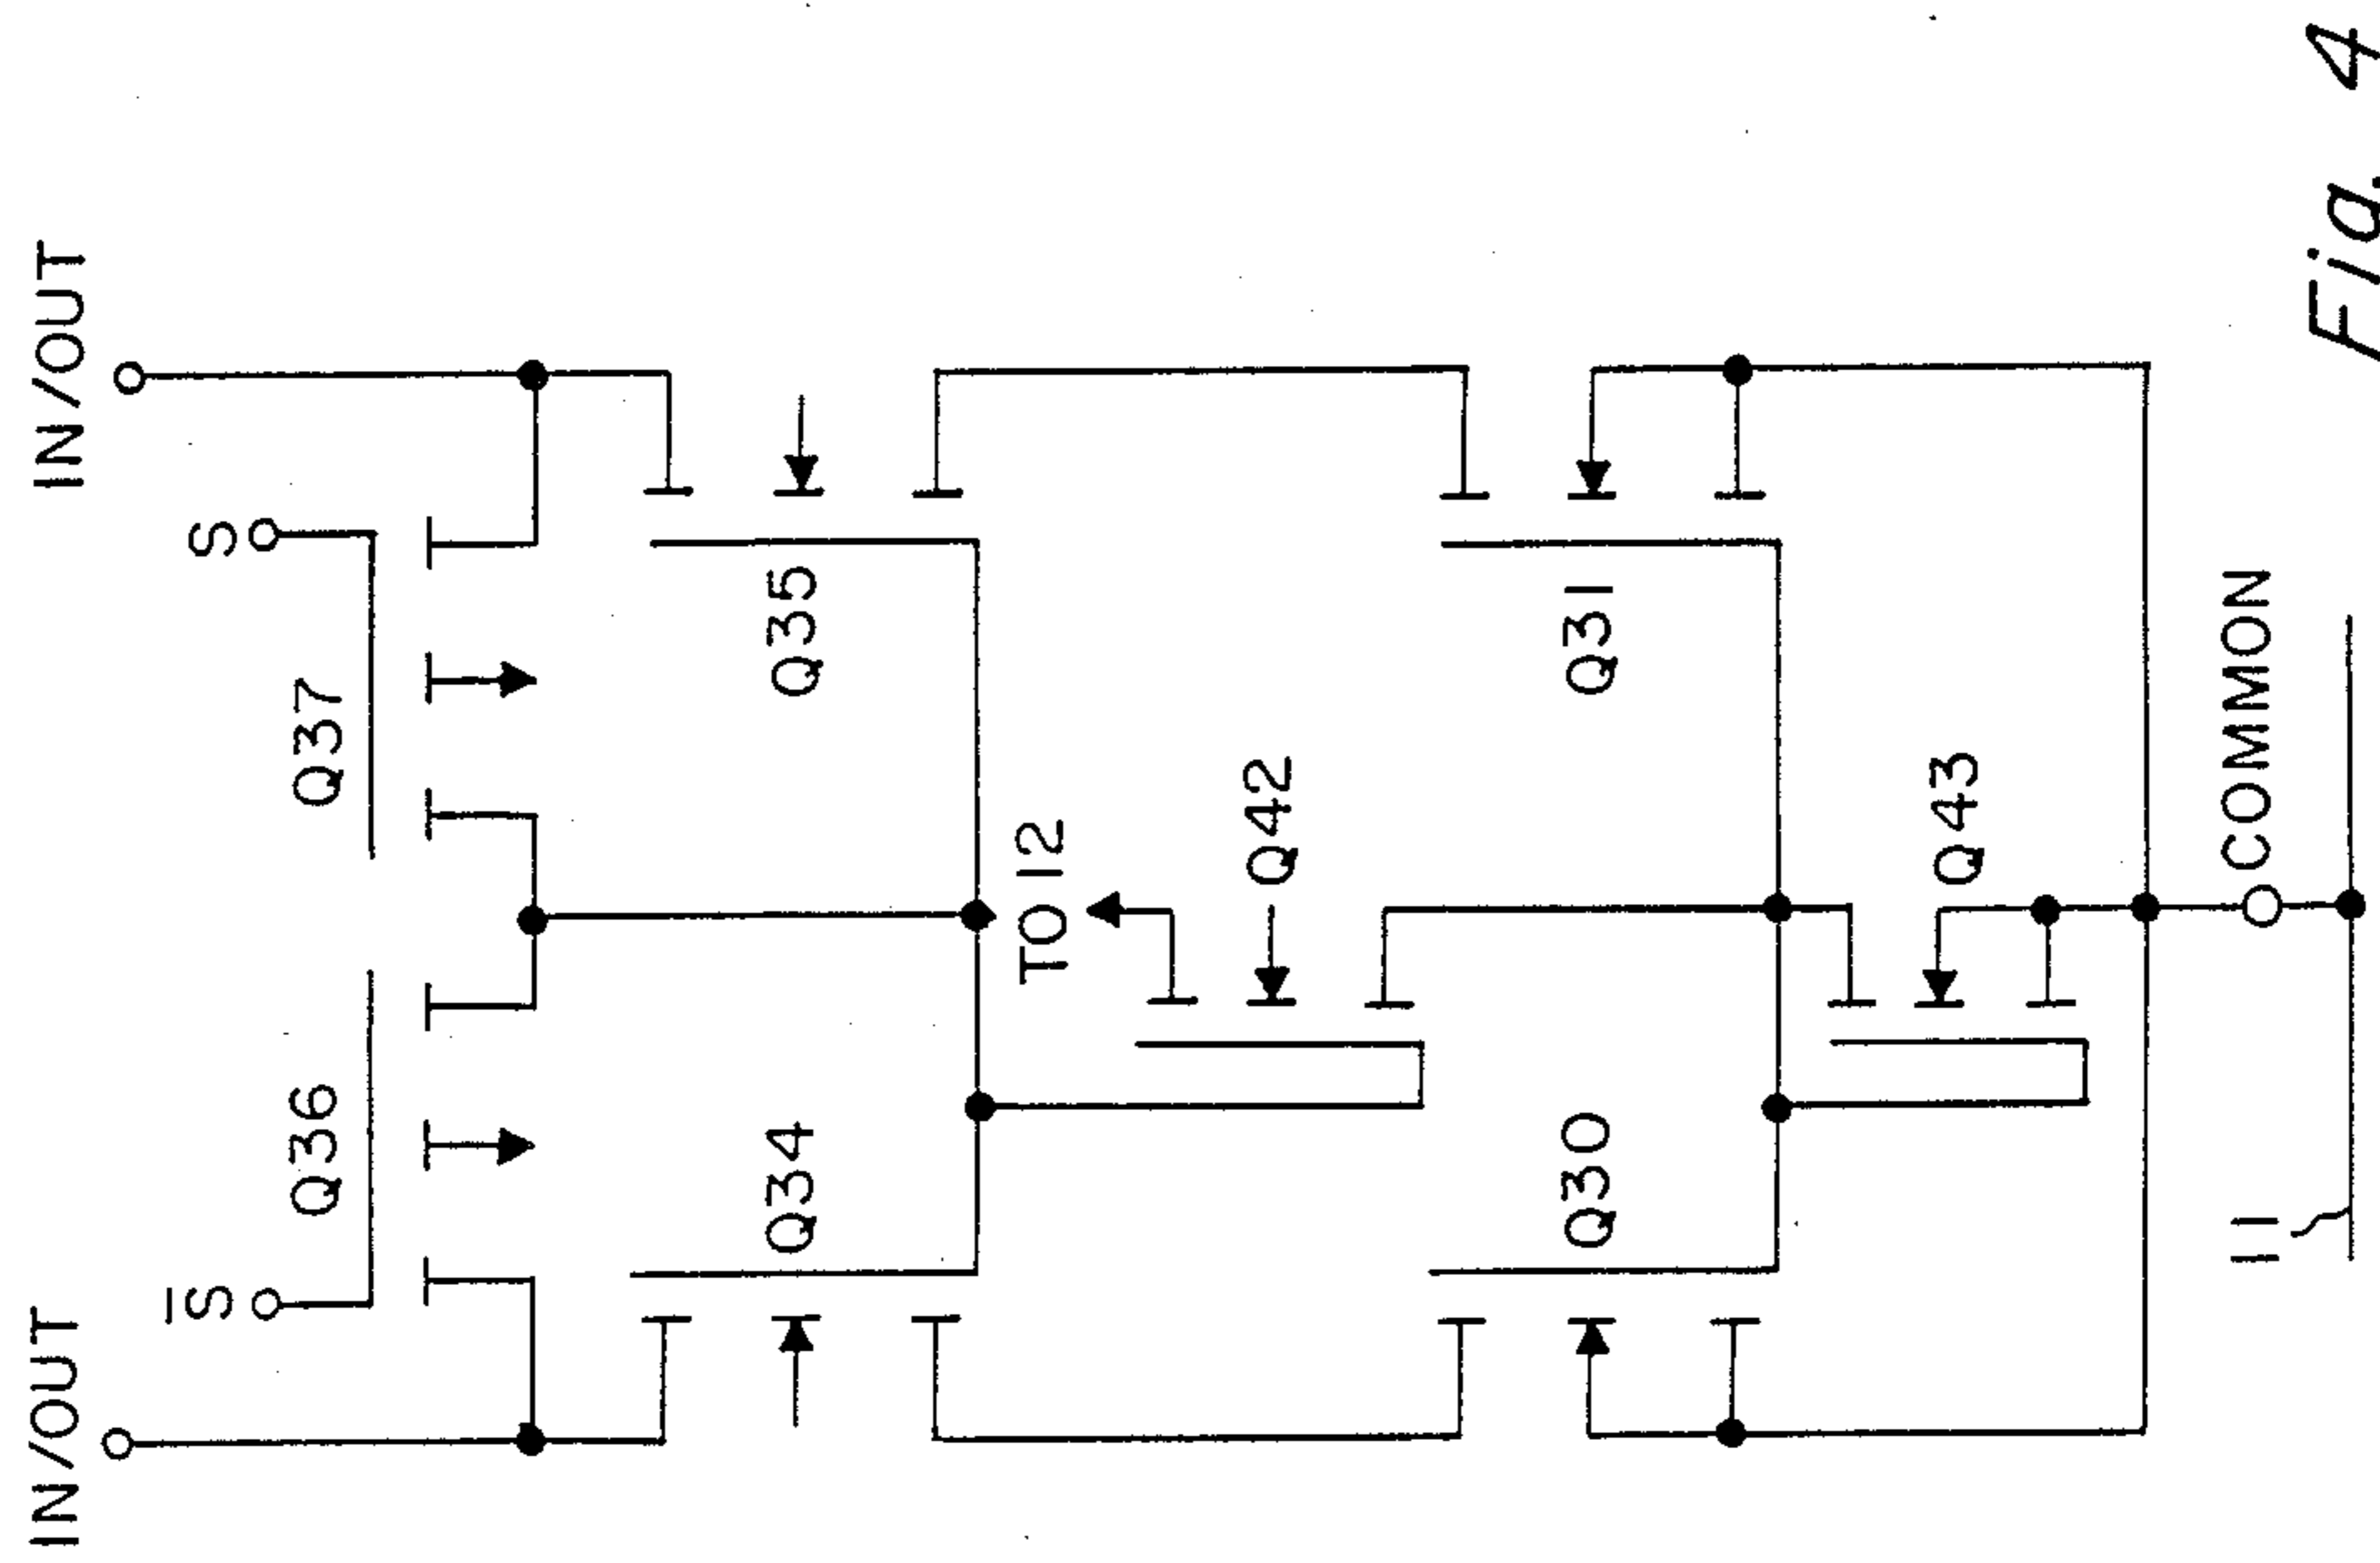 IN/OUT
IN/OUT
S̅
S
Q36
Q37
Q34
Q35
TO 12
Q42
Q30
Q31
Q43
COMMON
11
Fig. 4